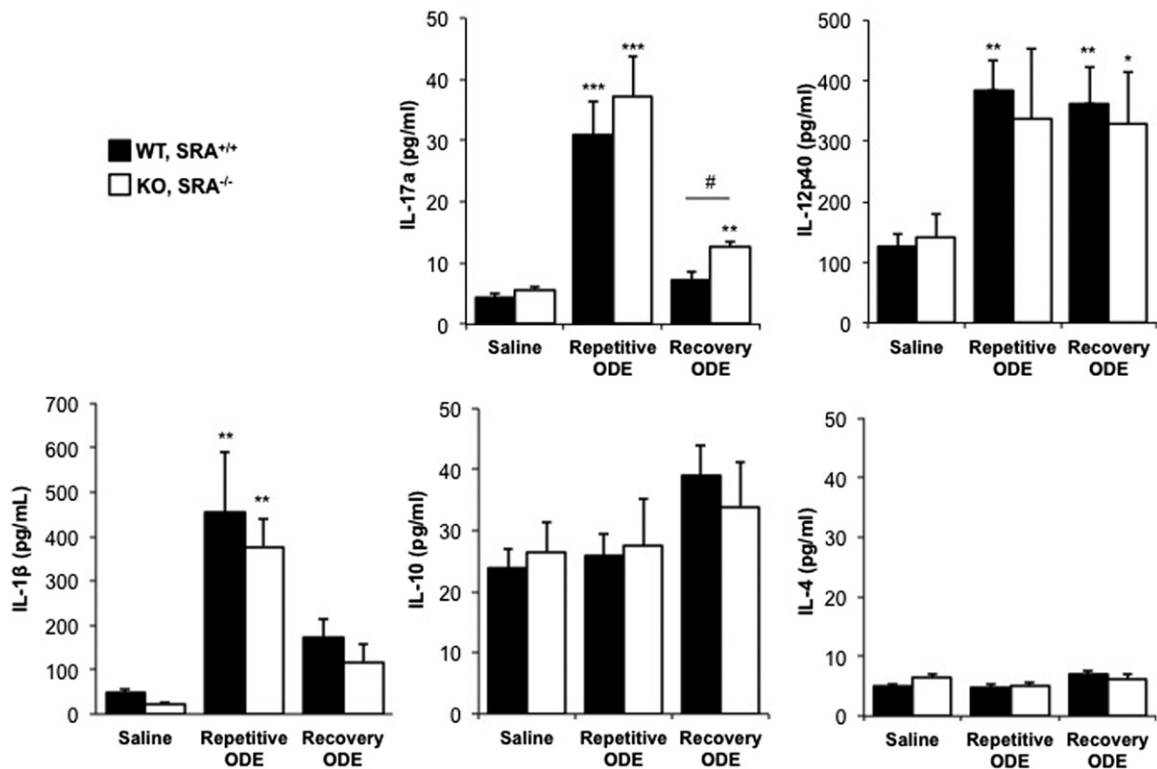 WT, SRA+/+
KO, SRA-/-
IL-17a (pg/ml)
50
40
30
20
10
0
***
***
#
**
Saline
Repetitive
ODE
Recovery
ODE
IL-12p40 (pg/ml)
500
400
300
200
100
0
**
**
*
Saline
Repetitive
ODE
Recovery
ODE
IL-1β (pg/mL)
700
600
500
400
300
200
100
0
**
**
Saline
Repetitive
ODE
Recovery
ODE
IL-10 (pg/ml)
50
40
30
20
10
0
Saline
Repetitive
ODE
Recovery
ODE
IL-4 (pg/ml)
50
40
30
20
10
0
Saline
Repetitive
ODE
Recovery
ODE